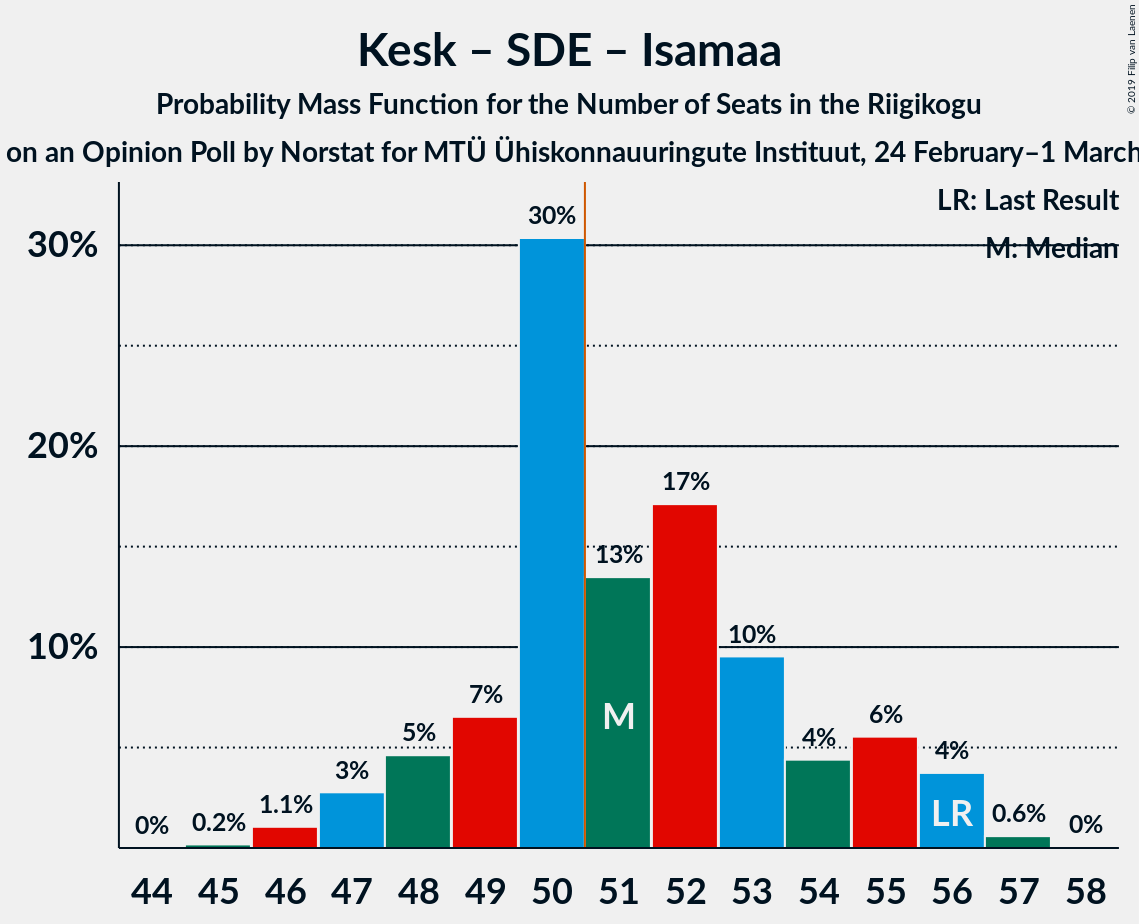 Kesk – SDE – Isamaa
Probability Mass Function for the Number of Seats in the Riigikogu
on an Opinion Poll by Norstat for MTÜ Ühiskonnauuringute Instituut, 24 February–1 March
© 2019 Filip van Laenen
LR: Last Result
M: Median
30%
20%
10%
0%
0.2%
1.1%
3%
5%
7%
30%
13%
17%
10%
4%
6%
4%
0.6%
0%
M
LR
44 45 46 47 48 49 50 51 52 53 54 55 56 57 58